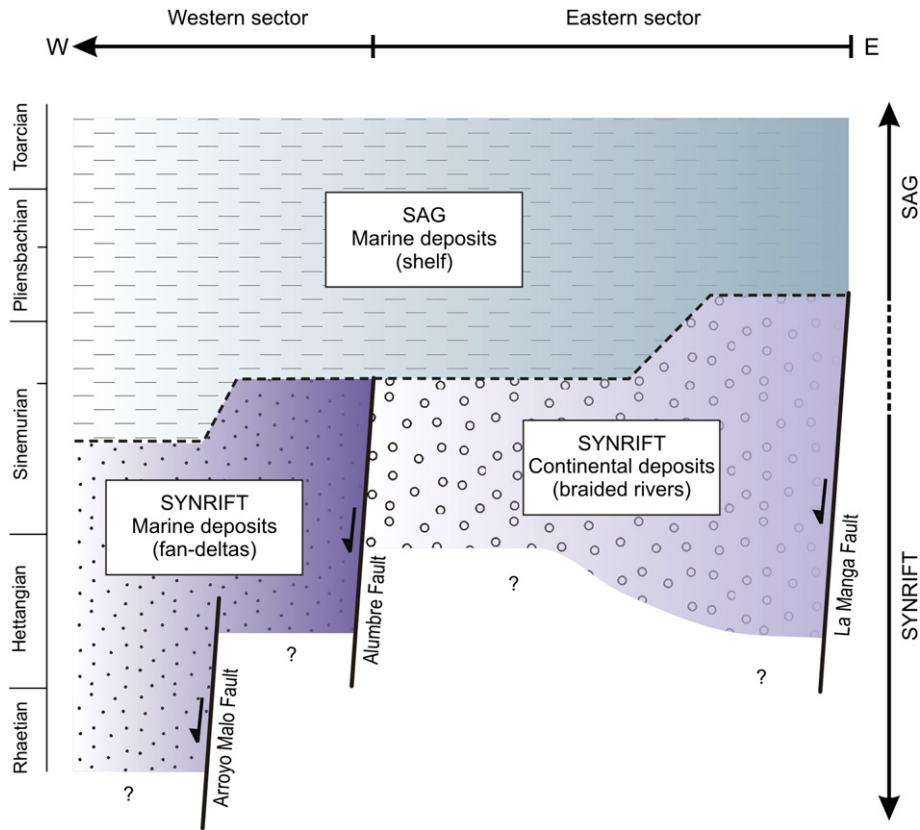 Western sector
Eastern sector
W
E
Toarcian
Pliensbachian
Sinemurian
Hettangian
Rhaetian
SAG
Marine deposits
(shelf)
SYNRIFT
Marine deposits
(fan-deltas)
SYNRIFT
Continental deposits
(braided rivers)
Arroyo Malo Fault
Alumbre Fault
La Manga Fault
?
?
?
?
SAG
SYNRIFT